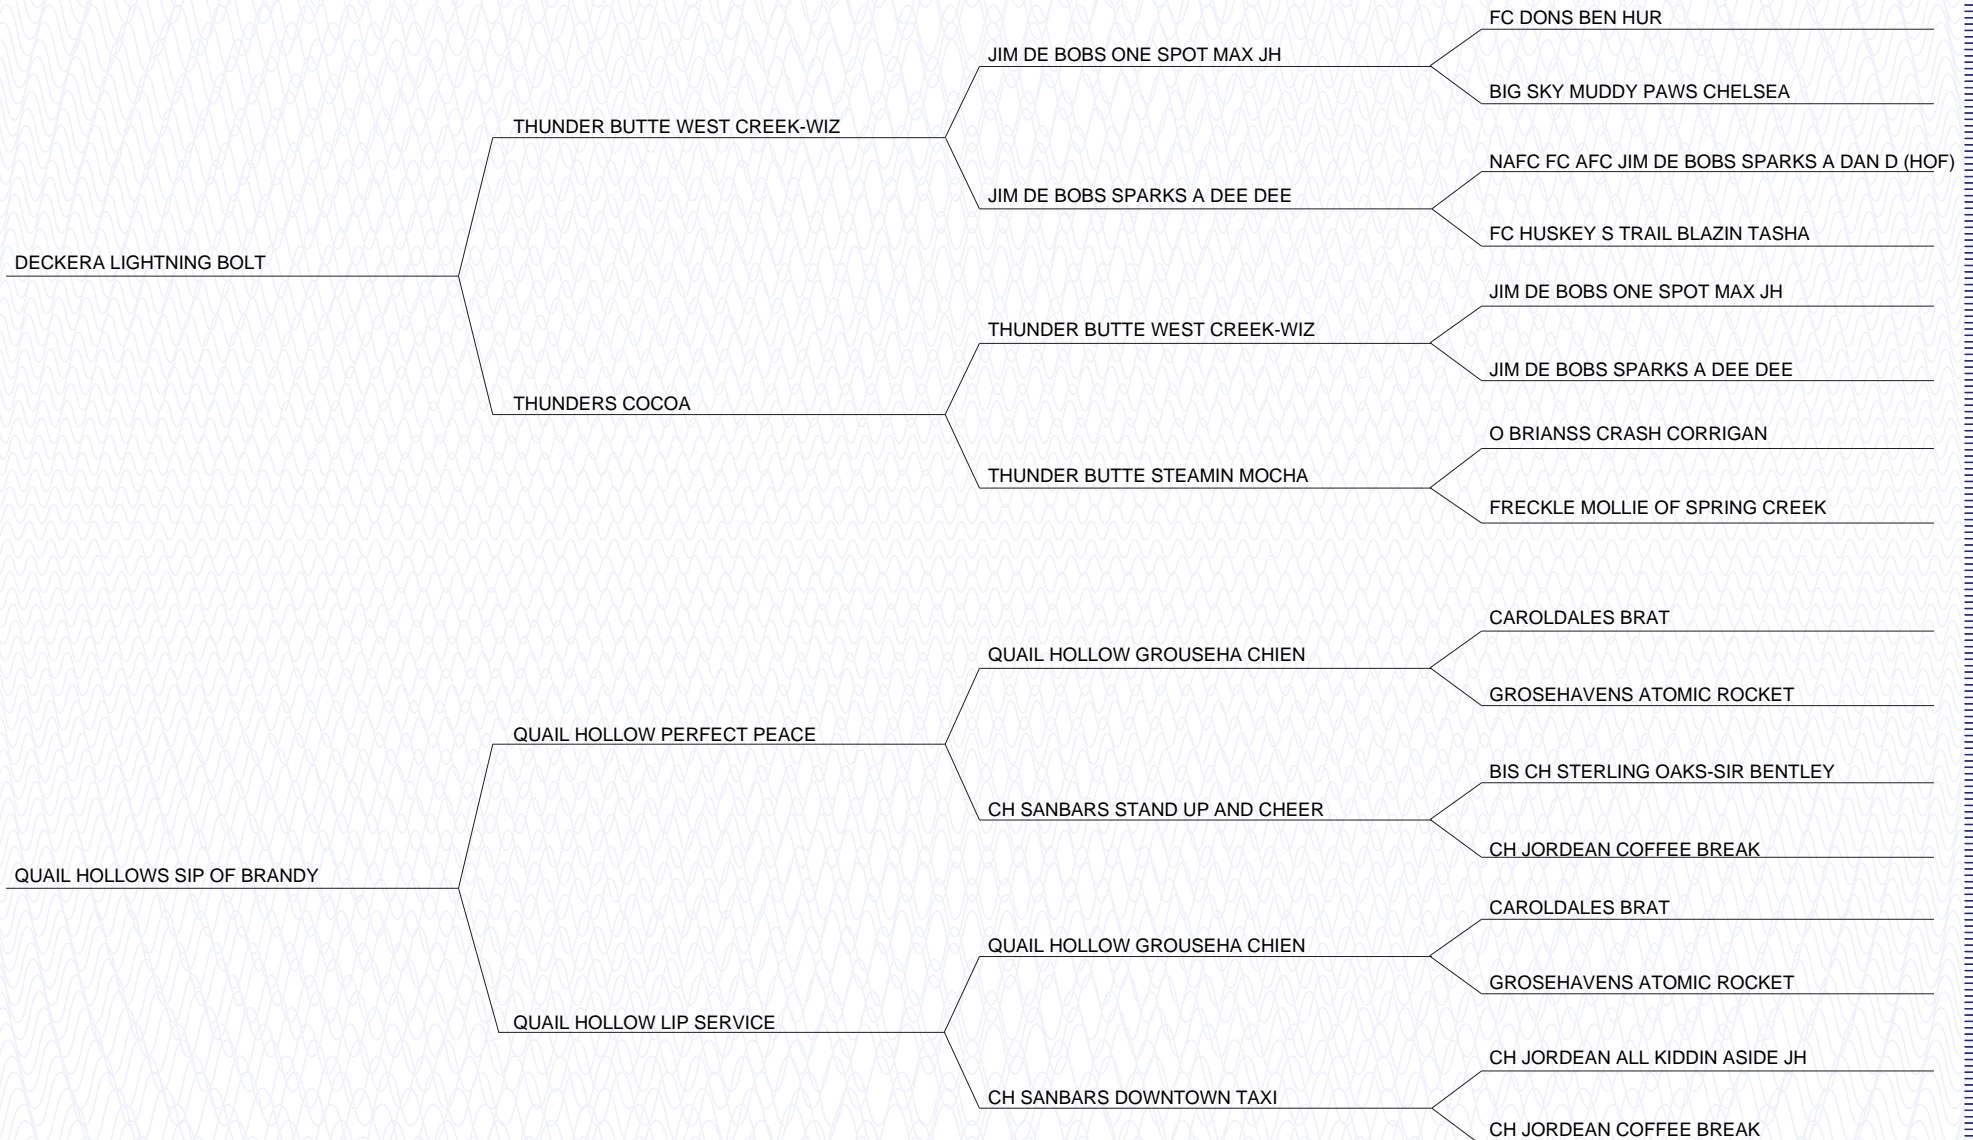 FC DONS BEN HUR
JIM DE BOBS ONE SPOT MAX JH
BIG SKY MUDDY PAWS CHELSEA
THUNDER BUTTE WEST CREEK-WIZ
NAFC FC AFC JIM DE BOBS SPARKS A DAN D (HOF)
JIM DE BOBS SPARKS A DEE DEE
FC HUSKEY S TRAIL BLAZIN TASHA
DECKERA LIGHTNING BOLT
JIM DE BOBS ONE SPOT MAX JH
THUNDER BUTTE WEST CREEK-WIZ
JIM DE BOBS SPARKS A DEE DEE
THUNDERS COCOA
O BRIANSS CRASH CORRIGAN
THUNDER BUTTE STEAMIN MOCHA
FRECKLE MOLLIE OF SPRING CREEK
CAROLDALES BRAT
QUAIL HOLLOW GROUSEHA CHIEN
GROSEHAVENS ATOMIC ROCKET
QUAIL HOLLOW PERFECT PEACE
BIS CH STERLING OAKS-SIR BENTLEY
CH SANBARS STAND UP AND CHEER
CH JORDEAN COFFEE BREAK
QUAIL HOLLOWS SIP OF BRANDY
CAROLDALES BRAT
QUAIL HOLLOW GROUSEHA CHIEN
GROSEHAVENS ATOMIC ROCKET
QUAIL HOLLOW LIP SERVICE
CH JORDEAN ALL KIDDIN ASIDE JH
CH SANBARS DOWNTOWN TAXI
CH JORDEAN COFFEE BREAK